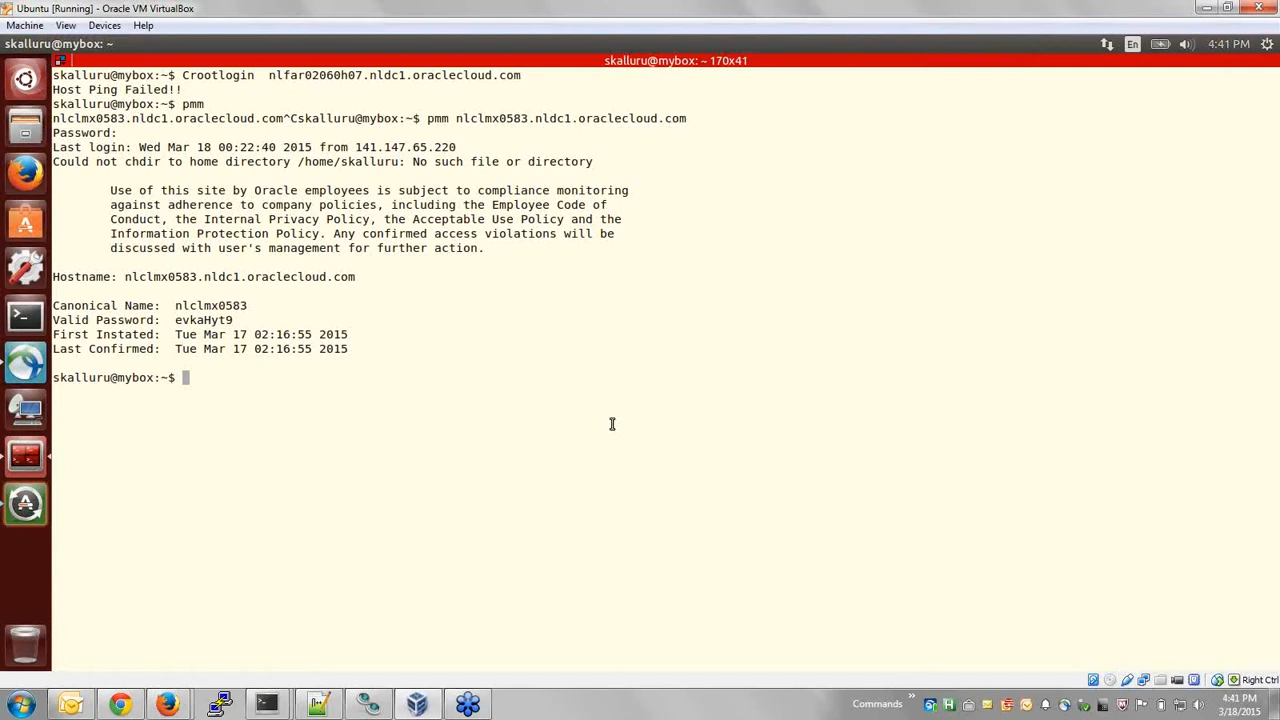 Ubuntu [Running] - Oracle VM VirtualBox
Machine View Devices Help
skalluru@mybox: ~
En
4:41 PM
skalluru@mybox: ~ 170x41
skalluru@mybox:~$ Crootlogin  nlfar02060h07.nldc1.oraclecloud.com
Host Ping Failed!!
skalluru@mybox:~$ pmm
nlclmx0583.nldc1.oraclecloud.com^Cskalluru@mybox:~$ pmm nlclmx0583.nldc1.oraclecloud.com
Password:
Last login: Wed Mar 18 00:22:40 2015 from 141.147.65.220
Could not chdir to home directory /home/skalluru: No such file or directory
Use of this site by Oracle employees is subject to compliance monitoring
against adherence to company policies, including the Employee Code of
Conduct, the Internal Privacy Policy, the Acceptable Use Policy and the
Information Protection Policy. Any confirmed access violations will be
discussed with user's management for further action.
Hostname: nlclmx0583.nldc1.oraclecloud.com
Canonical Name:  nlclmx0583
Valid Password:  evkaHyt9
First Instated:  Tue Mar 17 02:16:55 2015
Last Confirmed:  Tue Mar 17 02:16:55 2015
skalluru@mybox:~$
Right Ctrl
Commands
4:41 PM
3/18/2015